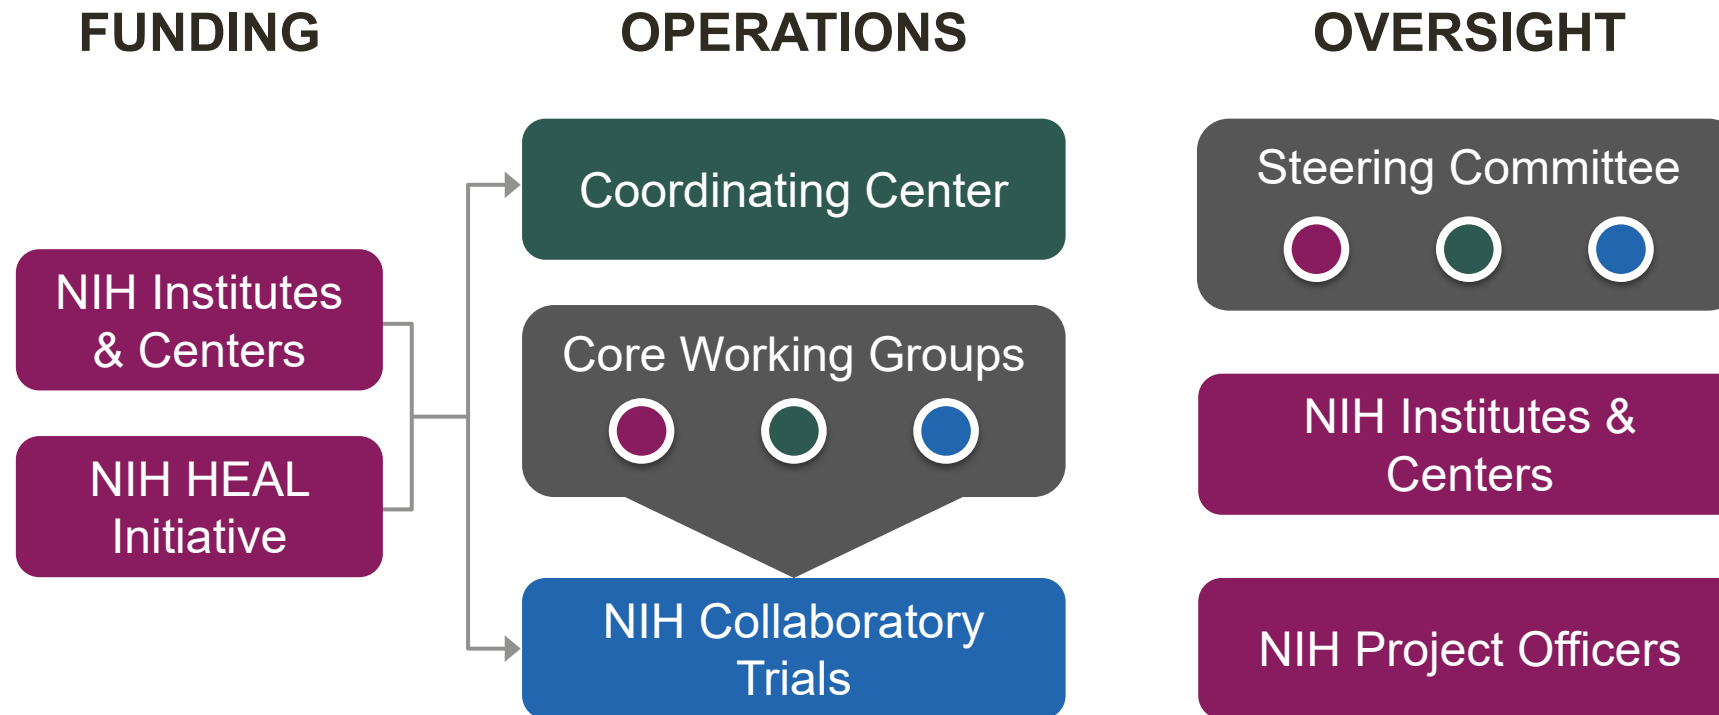 FUNDING
OPERATIONS
OVERSIGHT
NIH Institutes
& Centers
NIH HEAL
Initiative
Coordinating Center
Core Working Groups
NIH Collaboratory
Trials
Steering Committee
NIH Institutes &
Centers
NIH Project Officers